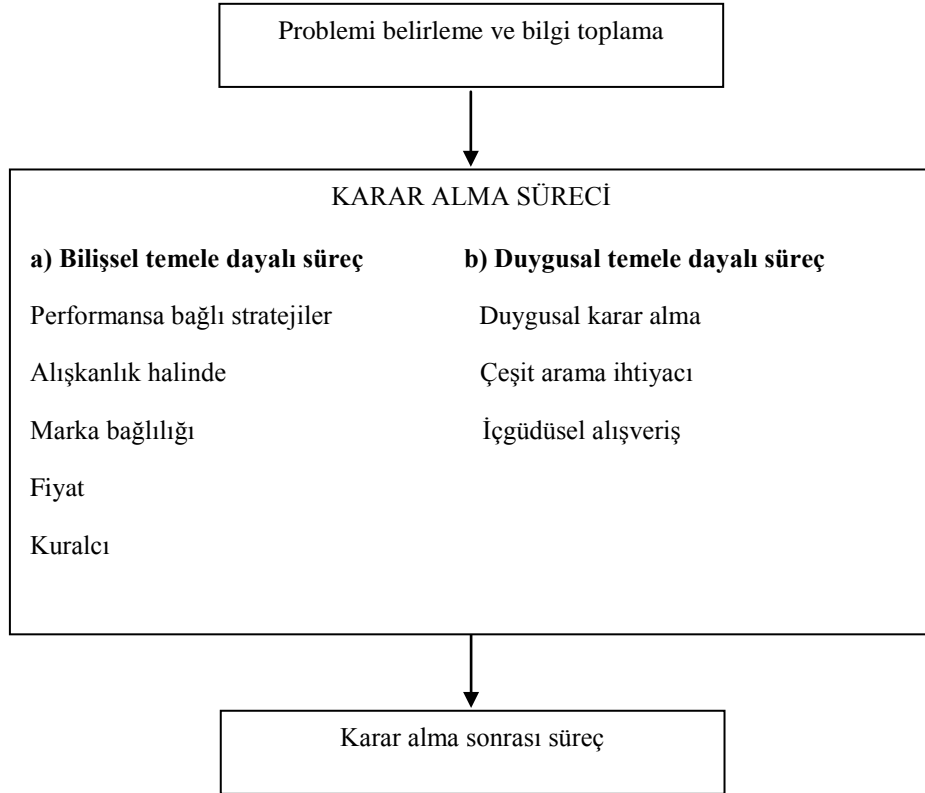 Problemi belirleme ve bilgi toplama
KARAR ALMA SÜRECİ
a) Bilişsel temele dayalı süreç
Performansa bağlı stratejiler
Alışkanlık halinde
Marka bağlılığı
Fiyat
Kuralcı
b) Duygusal temele dayalı süreç
Duygusal karar alma
Çeşit arama ihtiyacı
İçgüdüsel alışveriş
Karar alma sonrası süreç